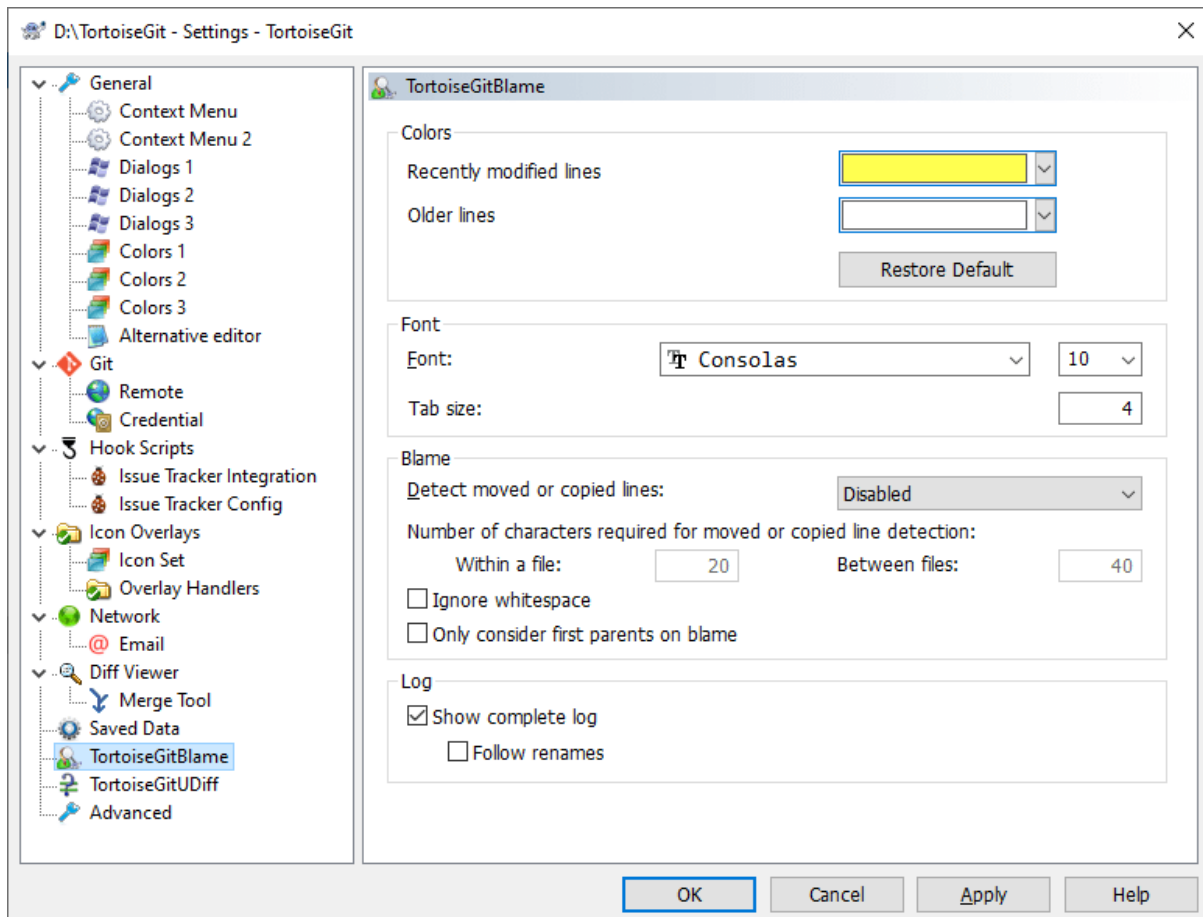 D:\TortoiseGit - Settings - TortoiseGit
General
Context Menu
Context Menu 2
Dialogs 1
Dialogs 2
Dialogs 3
Colors 1
Colors 2
Colors 3
Alternative editor
Git
Remote
Credential
Hook Scripts
Issue Tracker Integration
Issue Tracker Config
Icon Overlays
Icon Set
Overlay Handlers
Network
Email
Diff Viewer
Merge Tool
Saved Data
TortoiseGitBlame
TortoiseGitUDiff
Advanced
TortoiseGitBlame
Colors
Recently modified lines
Older lines
Restore Default
Font
Font: Consolas 10
Tab size: 4
Blame
Detect moved or copied lines: Disabled
Number of characters required for moved or copied line detection:
Within a file: 20 Between files: 40
Ignore whitespace
Only consider first parents on blame
Log
Show complete log
Follow renames
OK Cancel Apply Help